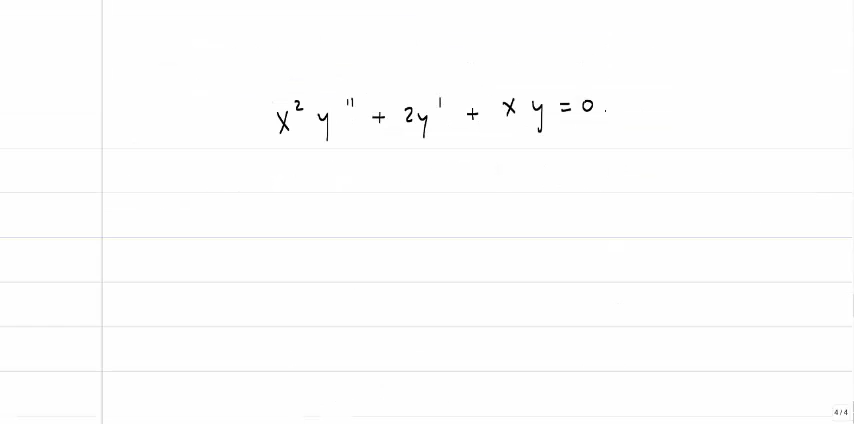 x² y'' + 2y' + x y = 0.
4 / 4